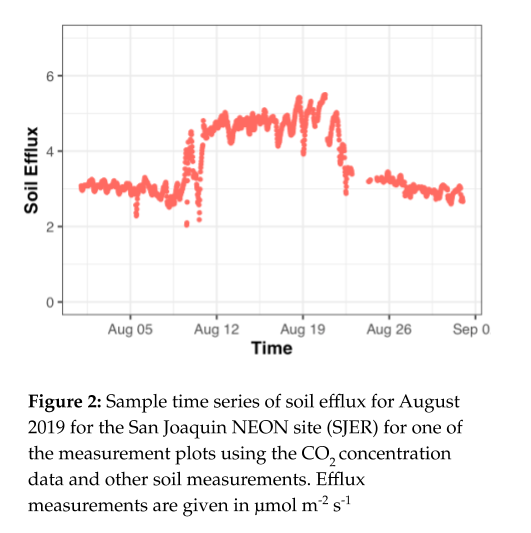 6
4
2
0
Soil Efflux
Aug 05 Aug 12 Aug 19 Aug 26 Sep 0
Time
Figure 2: Sample time series of soil efflux for August
2019 for the San Joaquin NEON site (SJER) for one of
the measurement plots using the CO2 concentration
data and other soil measurements. Efflux
measurements are given in µmol m-2 s-1